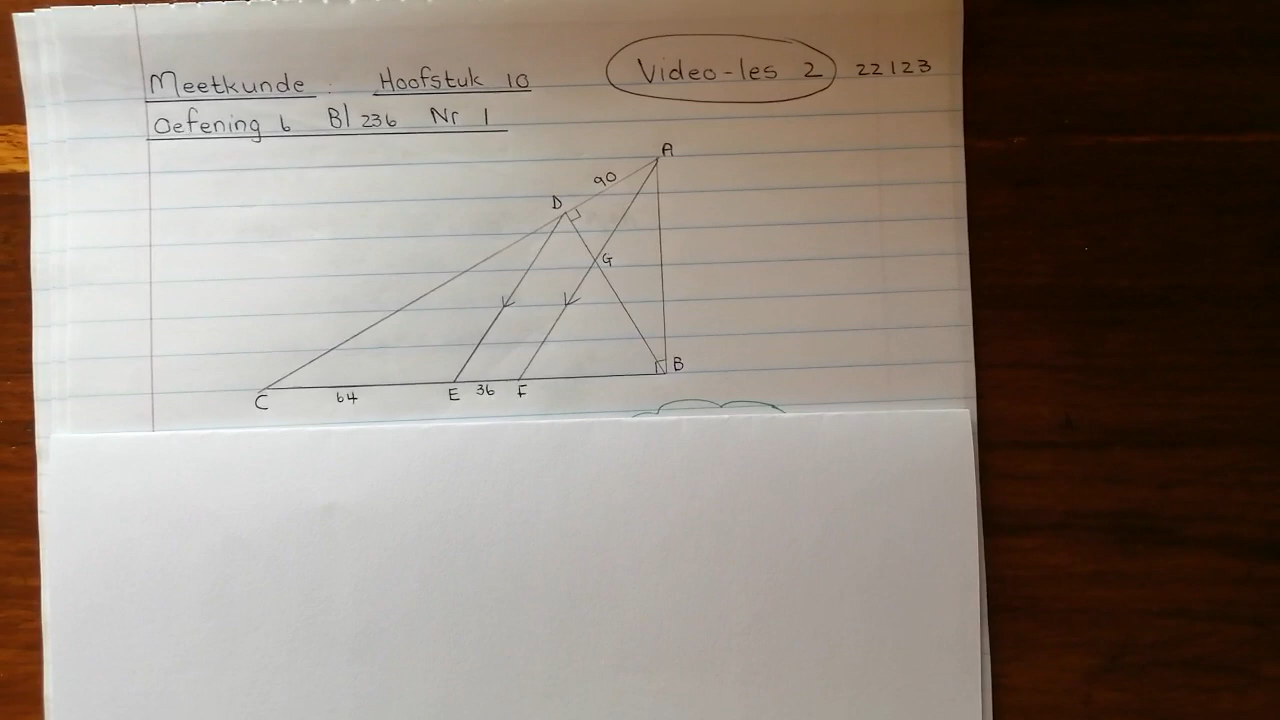 Meetkunde : Hoofstuk 10
Video-les 2 22123
Oefening 6 Bl 236 Nr 1
A
90
D
G
B
C 64 E 36 F